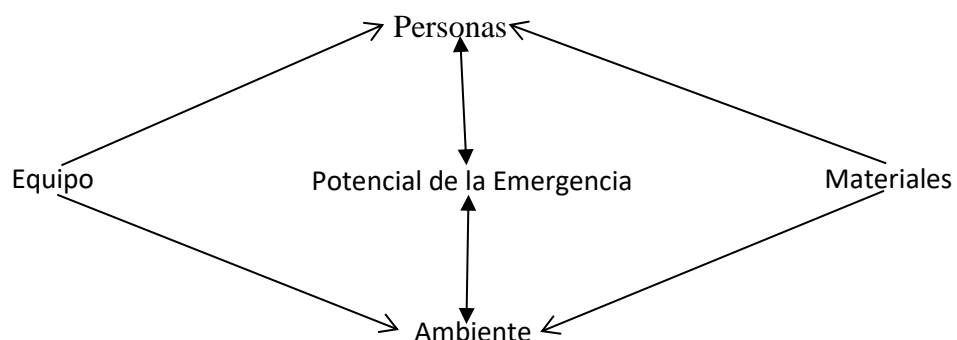 Personas
Equipo
Potencial de la Emergencia
Materiales
Ambiente